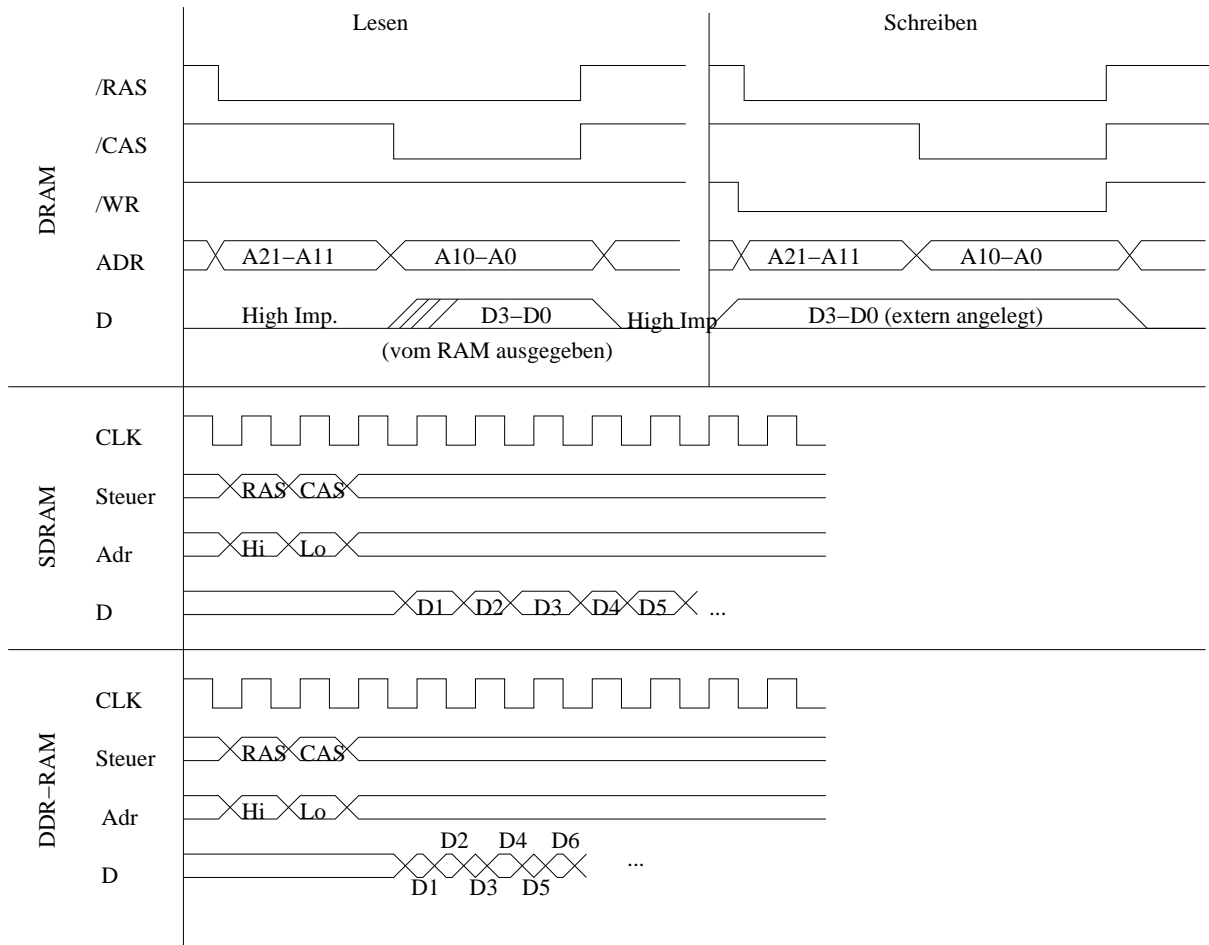 Lesen
Schreiben
DRAM
/RAS
/CAS
/WR
ADR
A21−A11
A10−A0
A21−A11
A10−A0
D
High Imp.
D3−D0
High Imp
D3−D0 (extern angelegt)
(vom RAM ausgegeben)
SDRAM
CLK
Steuer
RAS
CAS
Adr
Hi
Lo
D
D1
D2
D3
D4
D5
...
DDR−RAM
CLK
Steuer
RAS
CAS
Adr
Hi
Lo
D2
D4
D6
...
D
D1
D3
D5